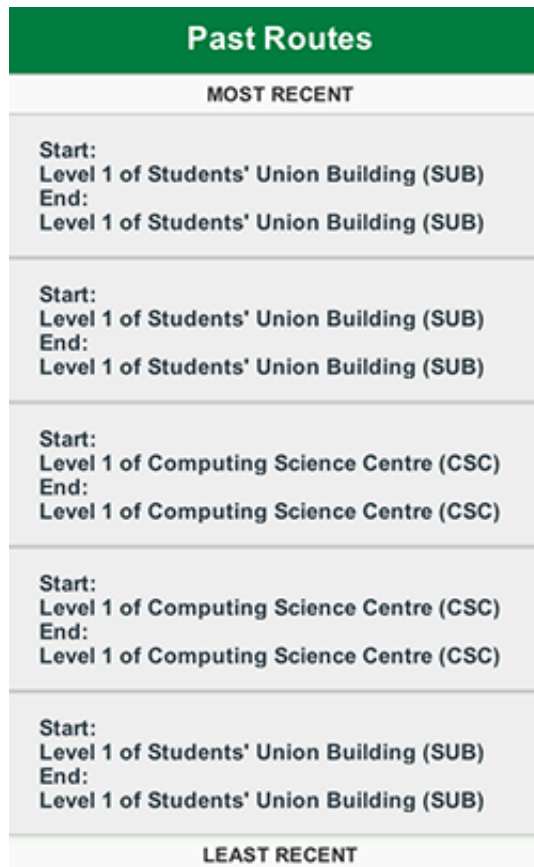 Past Routes
MOST RECENT
Start:
Level 1 of Students' Union Building (SUB)
End:
Level 1 of Students' Union Building (SUB)
Start:
Level 1 of Students' Union Building (SUB)
End:
Level 1 of Students' Union Building (SUB)
Start:
Level 1 of Computing Science Centre (CSC)
End:
Level 1 of Computing Science Centre (CSC)
Start:
Level 1 of Computing Science Centre (CSC)
End:
Level 1 of Computing Science Centre (CSC)
Start:
Level 1 of Students' Union Building (SUB)
End:
Level 1 of Students' Union Building (SUB)
LEAST RECENT